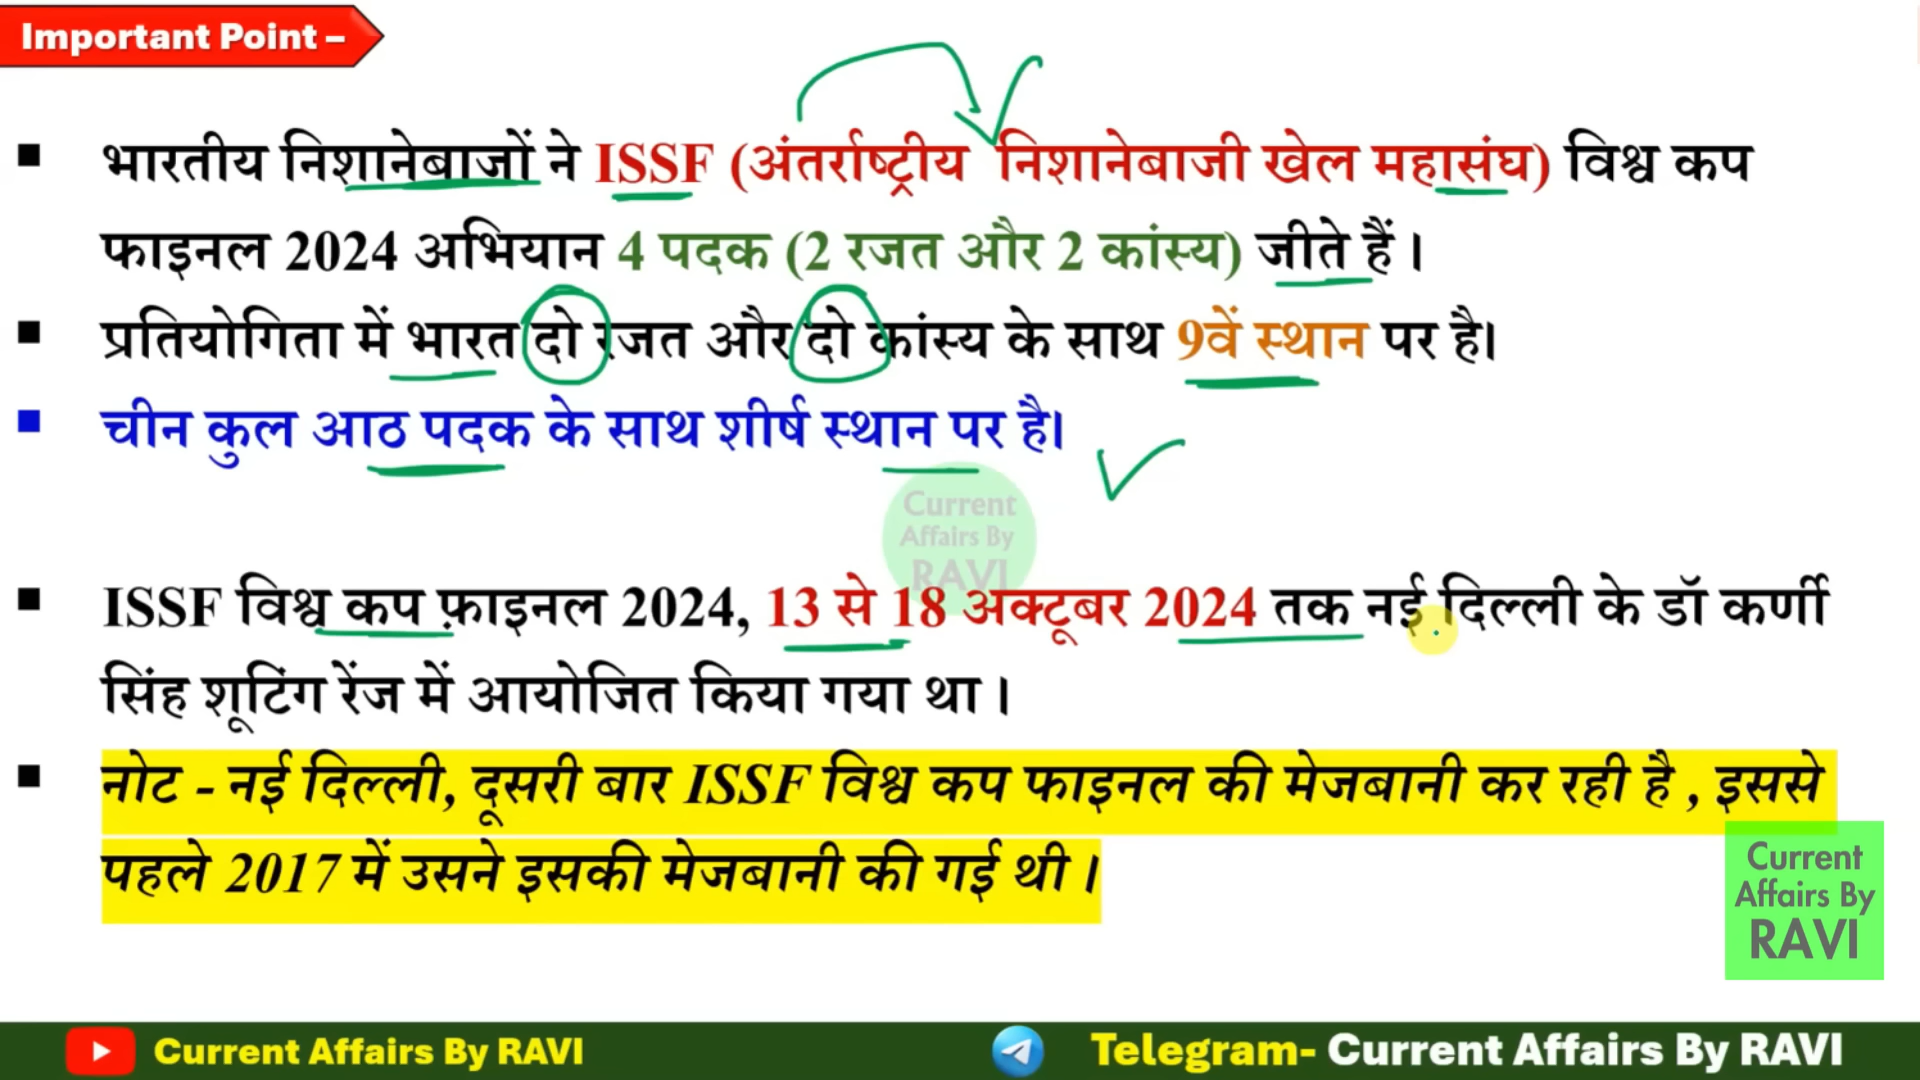 Important Point –
भारतीय निशानेबाजों ने ISSF (अंतर्राष्ट्रीय निशानेबाजी खेल महासंघ) विश्व कप
फाइनल 2024 अभियान 4 पदक (2 रजत और 2 कांस्य) जीते हैं ।
प्रतियोगिता में भारत दो रजत और दो कांस्य के साथ 9वें स्थान पर है।
चीन कुल आठ पदक के साथ शीर्ष स्थान पर है।
Current
Affairs By
RAVI
ISSF विश्व कप फ़ाइनल 2024, 13 से 18 अक्टूबर 2024 तक नई दिल्ली के डॉ कर्णी
सिंह शूटिंग रेंज में आयोजित किया गया था ।
नोट - नई दिल्ली, दूसरी बार ISSF विश्व कप फाइनल की मेजबानी कर रही है , इससे
पहले 2017 में उसने इसकी मेजबानी की गई थी ।
Current
Affairs By
RAVI
Current Affairs By RAVI
Telegram- Current Affairs By RAVI